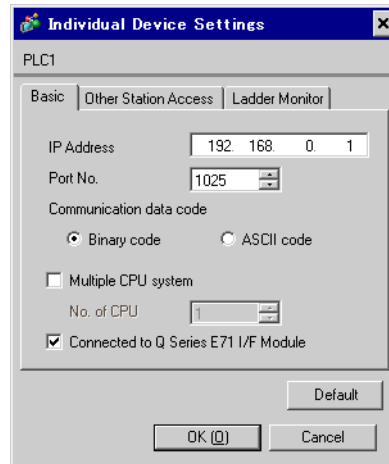 Individual Device Settings
PLC1
Basic Other Station Access Ladder Monitor
IP Address 192. 168. 0. 1
Port No. 1025
Communication data code
Binary code ASCII code
Multiple CPU system
No. of CPU 1
Connected to Q Series E71 I/F Module
Default
OK (O) Cancel